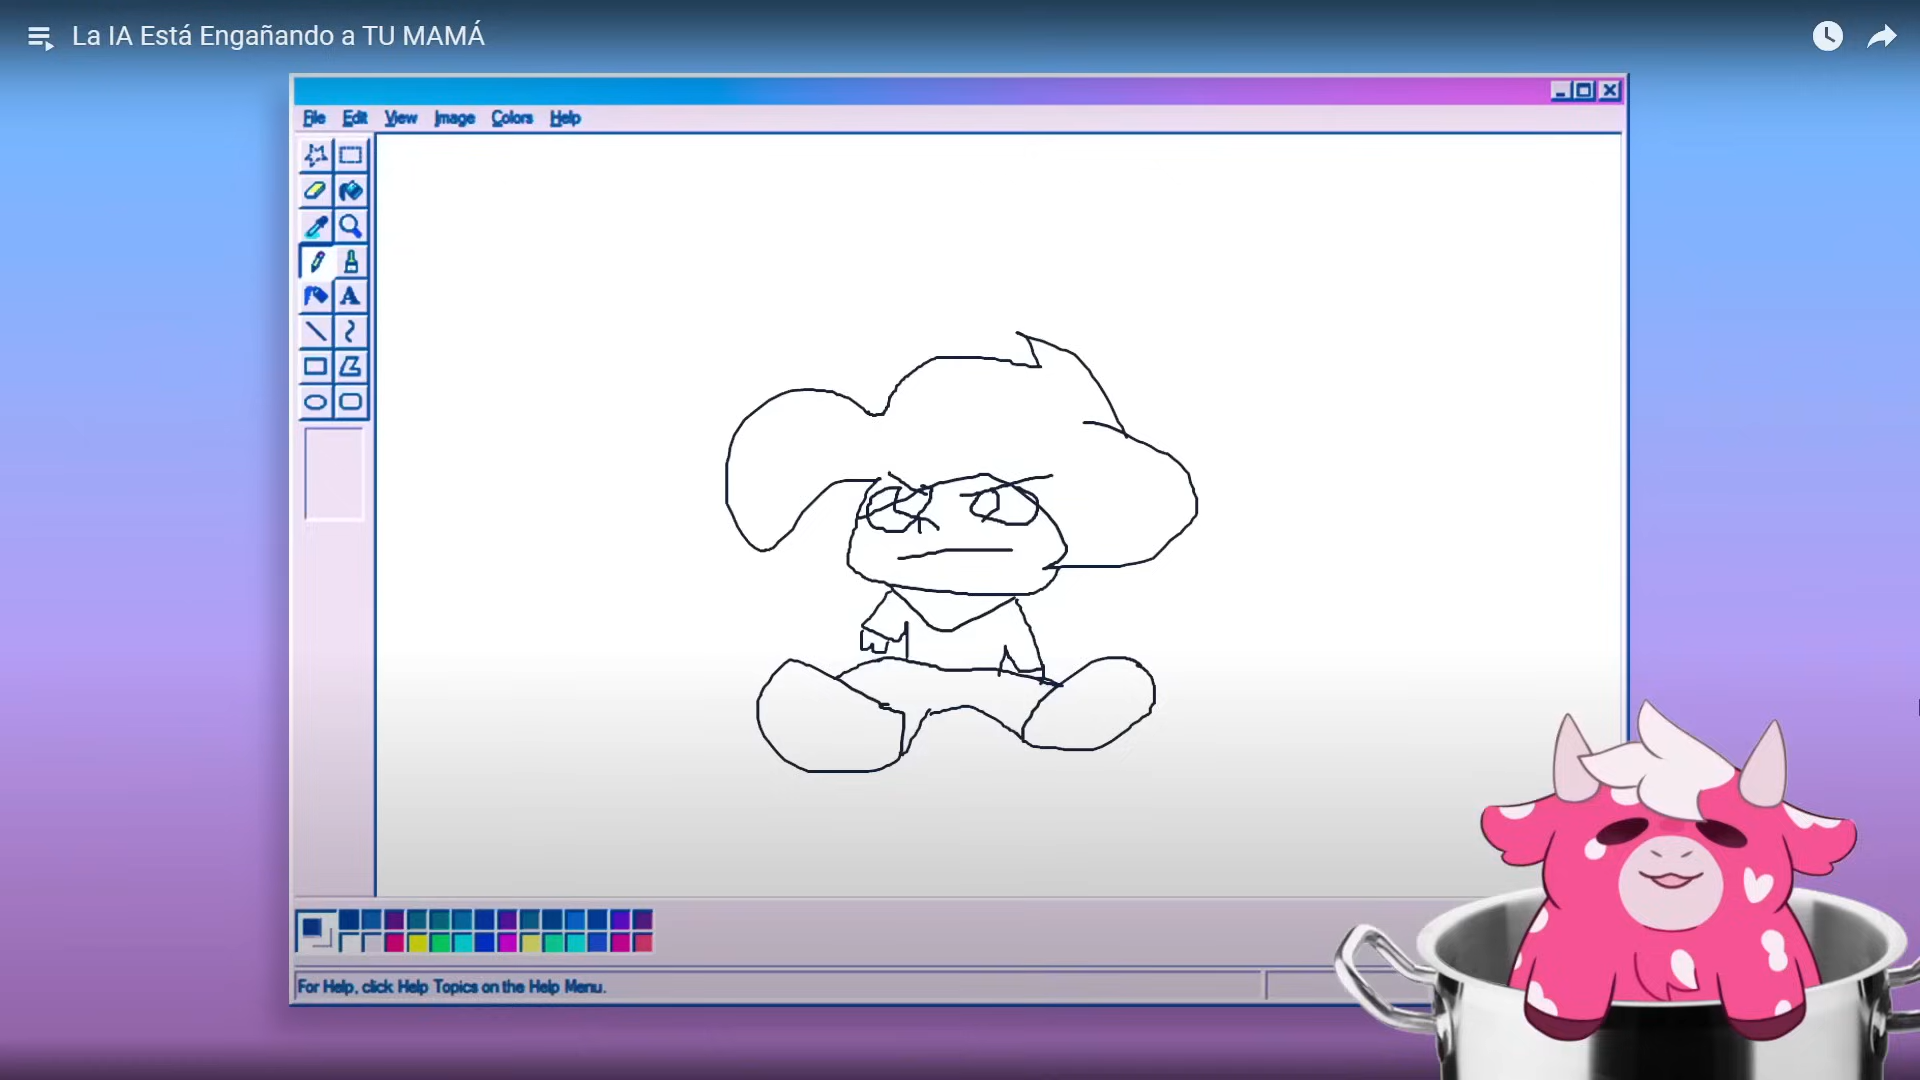 La IA Está Engañando a TU MAMÁ
File Edit View Image Colors Help
A
For Help, click Help Topics on the Help Menu.